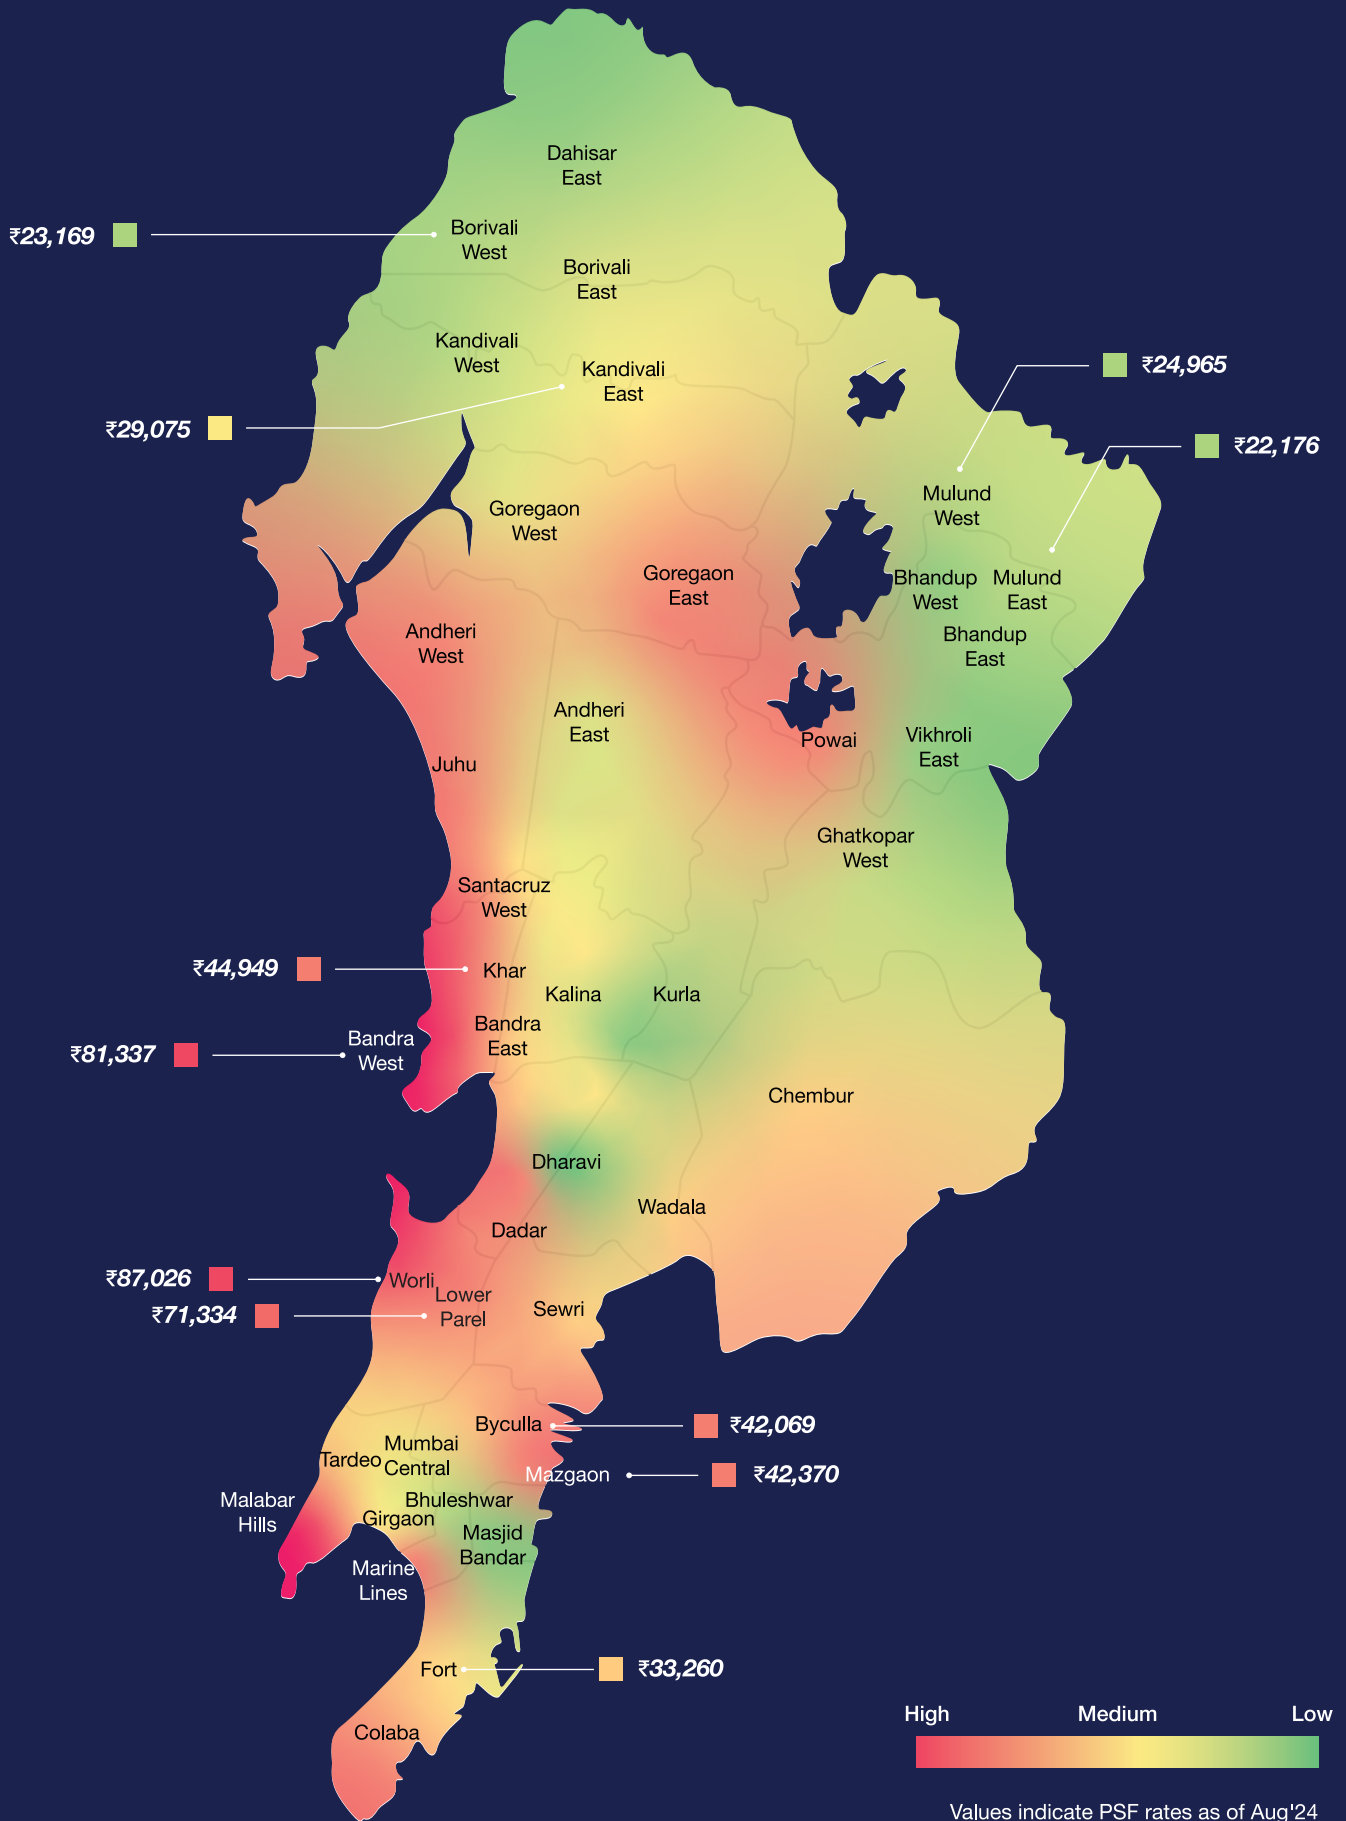 Dahisar
East
₹23,169
Borivali
West
Borivali
East
Kandivali
West
Kandivali
East
₹24,965
₹29,075
₹22,176
Mulund
West
Goregaon
West
Goregaon
East
Bhandup
West
Mulund
East
Andheri
West
Bhandup
East
Andheri
East
Powai
Vikhroli
East
Juhu
Ghatkopar
West
Santacruz
West
₹44,949
Khar
Kalina
Kurla
Bandra
East
₹81,337
Bandra
West
Chembur
Dharavi
Wadala
Dadar
₹87,026
Worli
₹71,334
Lower
Parel
Sewri
Byculla
₹42,069
Mumbai
Central
Tardeo
Mazgaon
₹42,370
Malabar
Hills
Bhuleshwar
Girgaon
Masjid
Bandar
Marine
Lines
Fort
₹33,260
Colaba
High Medium Low
Values indicate PSF rates as of Aug'24